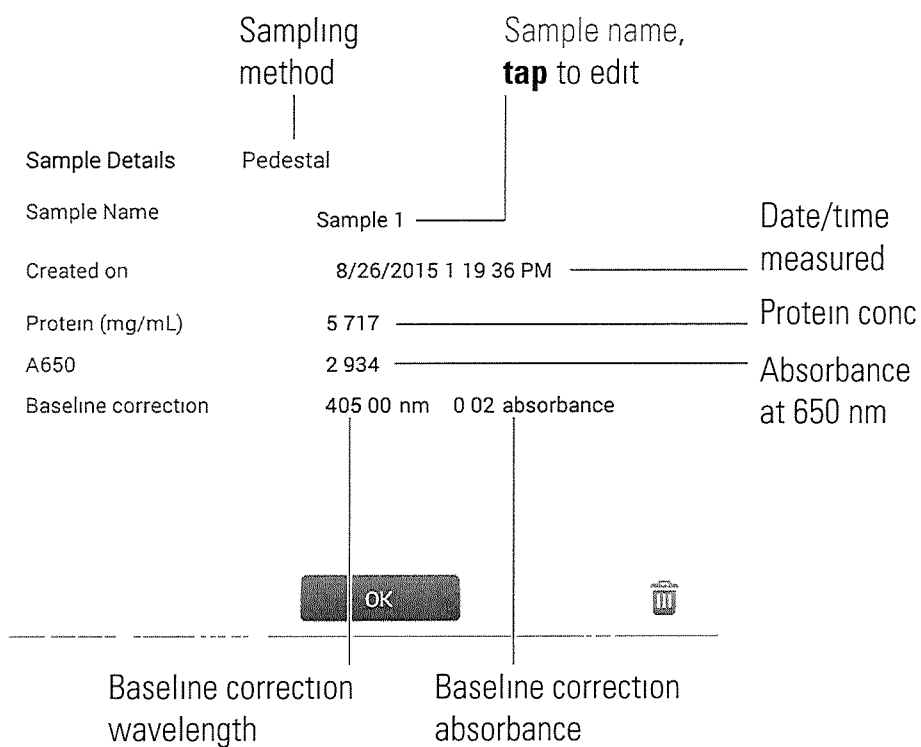 Sampling
method
Sample name,
tap to edit
Sample Details Pedestal
Sample Name Sample 1
Date/time
measured
Created on 8/26/2015 1 19 36 PM
Protein (mg/mL) 5 717
Protein conc
A650 2 934
Absorbance
at 650 nm
Baseline correction 405 00 nm 0 02 absorbance
OK
Baseline correction
wavelength
Baseline correction
absorbance